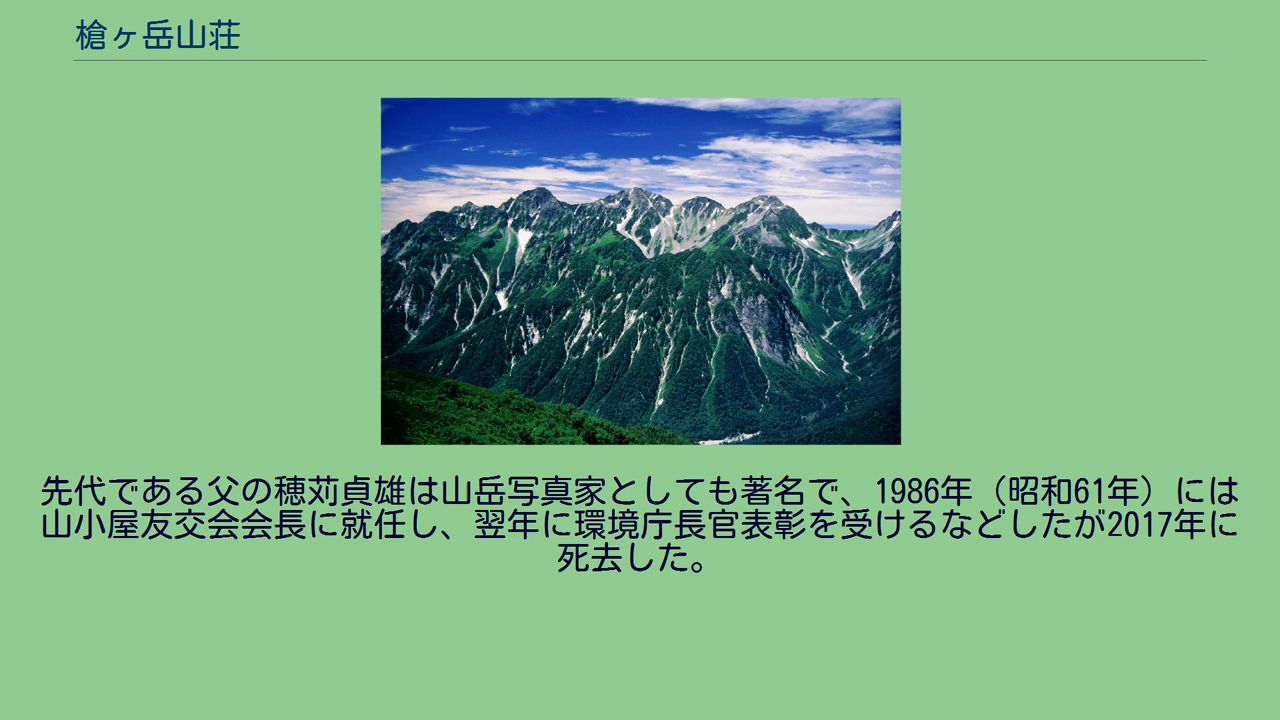 槍ヶ岳山荘
先代である父の穂苅貞雄は山岳写真家としても著名で、1986年（昭和61年）には
山小屋友交会会長に就任し、翌年に環境庁長官表彰を受けるなどしたが2017年に
死去した。